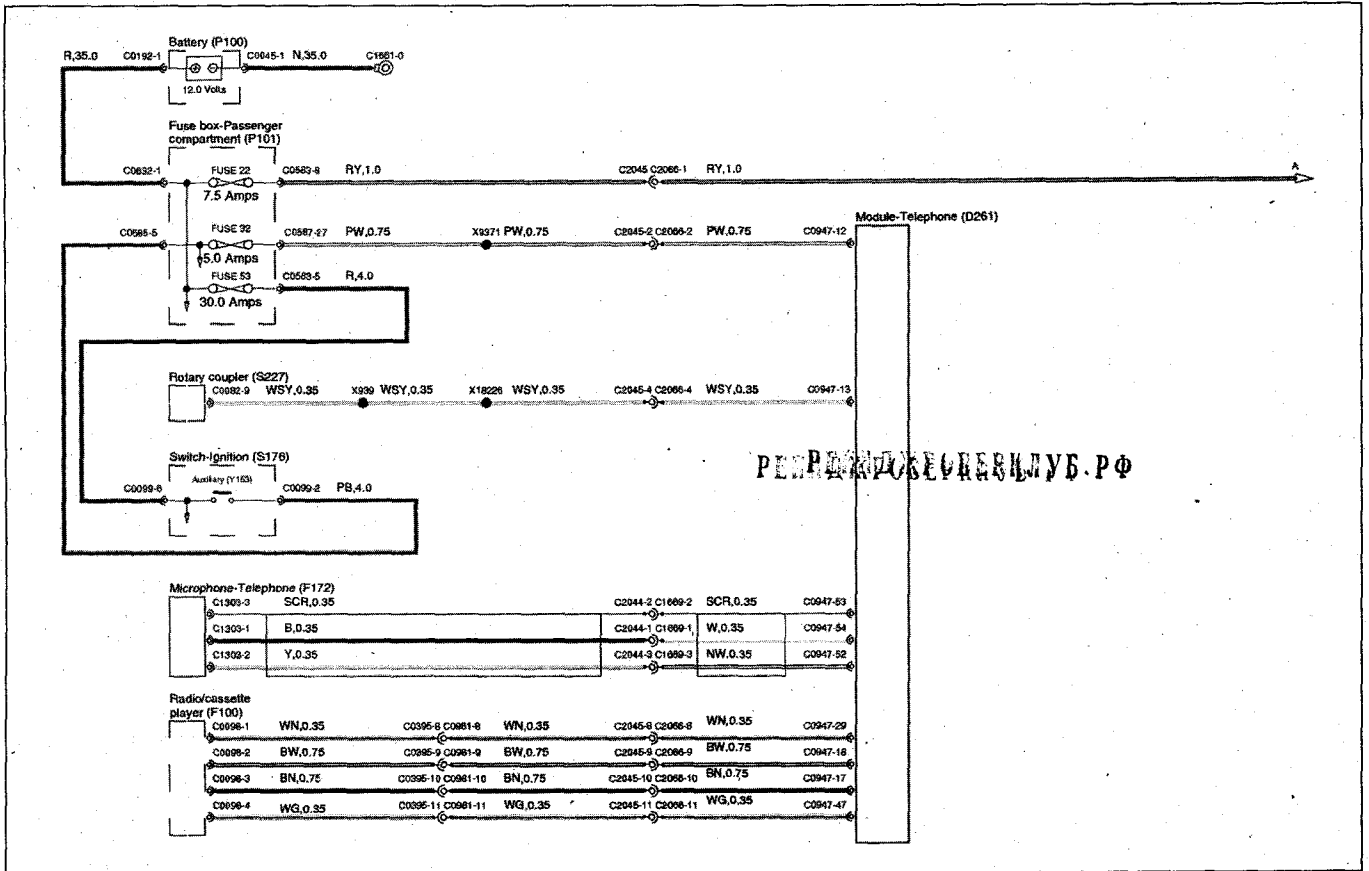 Battery (P100)
R,35.0 C0192-1 C0045-1 N,35.0 C1661-0
12.0 Volts
Fuse box-Passenger
compartment (P101)
C0632-1 FUSE 22 C0583-8 RY,1.0 C2045 C2066-1 RY,1.0 A
7.5 Amps
Module-Telephone (D261)
C0585-5 FUSE 32 C0587-27 PW,0.75 X9371 PW,0.75 C2045-2 C2066-2 PW,0.75 C0947-12
5.0 Amps
FUSE 53 C0583-5 R,4.0
30.0 Amps
Rotary coupler (S227)
C0082-9 WSY,0.35 X939 WSY,0.35 X18226 WSY,0.35 C2045-4 C2066-4 WSY,0.35 C0947-13
Switch-Ignition (S176)
Auxiliary (Y153)
C0099-6 C0099-2 PB,4.0
Microphone-Telephone (F172)
C1303-3 SCR,0.35 C2044-2 C1669-2 SCR,0.35 C0947-53
C1303-1 B,0.35 C2044-1 C1669-1 W,0.35 C0947-54
C1303-2 Y,0.35 C2044-3 C1669-3 NW,0.35 C0947-52
Radio/cassette
player (F100)
C0098-1 WN,0.35 C0395-8 C0981-8 WN,0.35 C2045-8 C2066-8 WN,0.35 C0947-29
C0098-2 BW,0.75 C0395-9 C0981-9 BW,0.75 C2045-9 C2066-9 BW,0.75 C0947-16
C0098-3 BN,0.75 C0395-10 C0981-10 BN,0.75 C2045-10 C2066-10 BN,0.75 C0947-17
C0098-4 WG,0.35 C0395-11 C0981-11 WG,0.35 C2045-11 C2066-11 WG,0.35 C0947-47